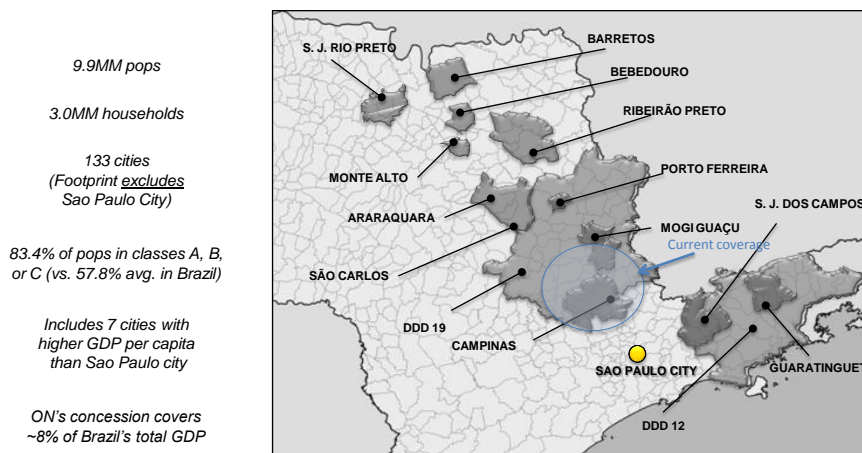 9.9MM pops
3.0MM households
133 cities
(Footprint excludes
Sao Paulo City)
83.4% of pops in classes A, B,
or C (vs. 57.8% avg. in Brazil)
Includes 7 cities with
higher GDP per capita
than Sao Paulo city
ON's concession covers
~8% of Brazil's total GDP
S. J. RIO PRETO
BARRETOS
BEBEDOURO
RIBEIRÃO PRETO
MONTE ALTO
PORTO FERREIRA
ARARAQUARA
S. J. DOS CAMPOS
MOGI GUAÇU
Current coverage
SÃO CARLOS
DDD 19
CAMPINAS
SAO PAULO CITY
GUARATINGUET
DDD 12